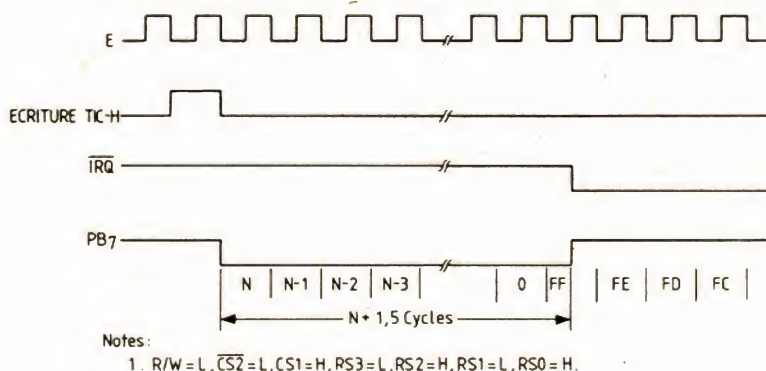 E
ECRITURE TIC-H
IRQ
PB7
N N-1 N-2 N-3 0 FF FE FD FC
N + 1,5 Cycles
Notes:
1. R/W = L, CS2 = L, CS1 = H, RS3 = L, RS2 = H, RS1 = L, RS0 = H.